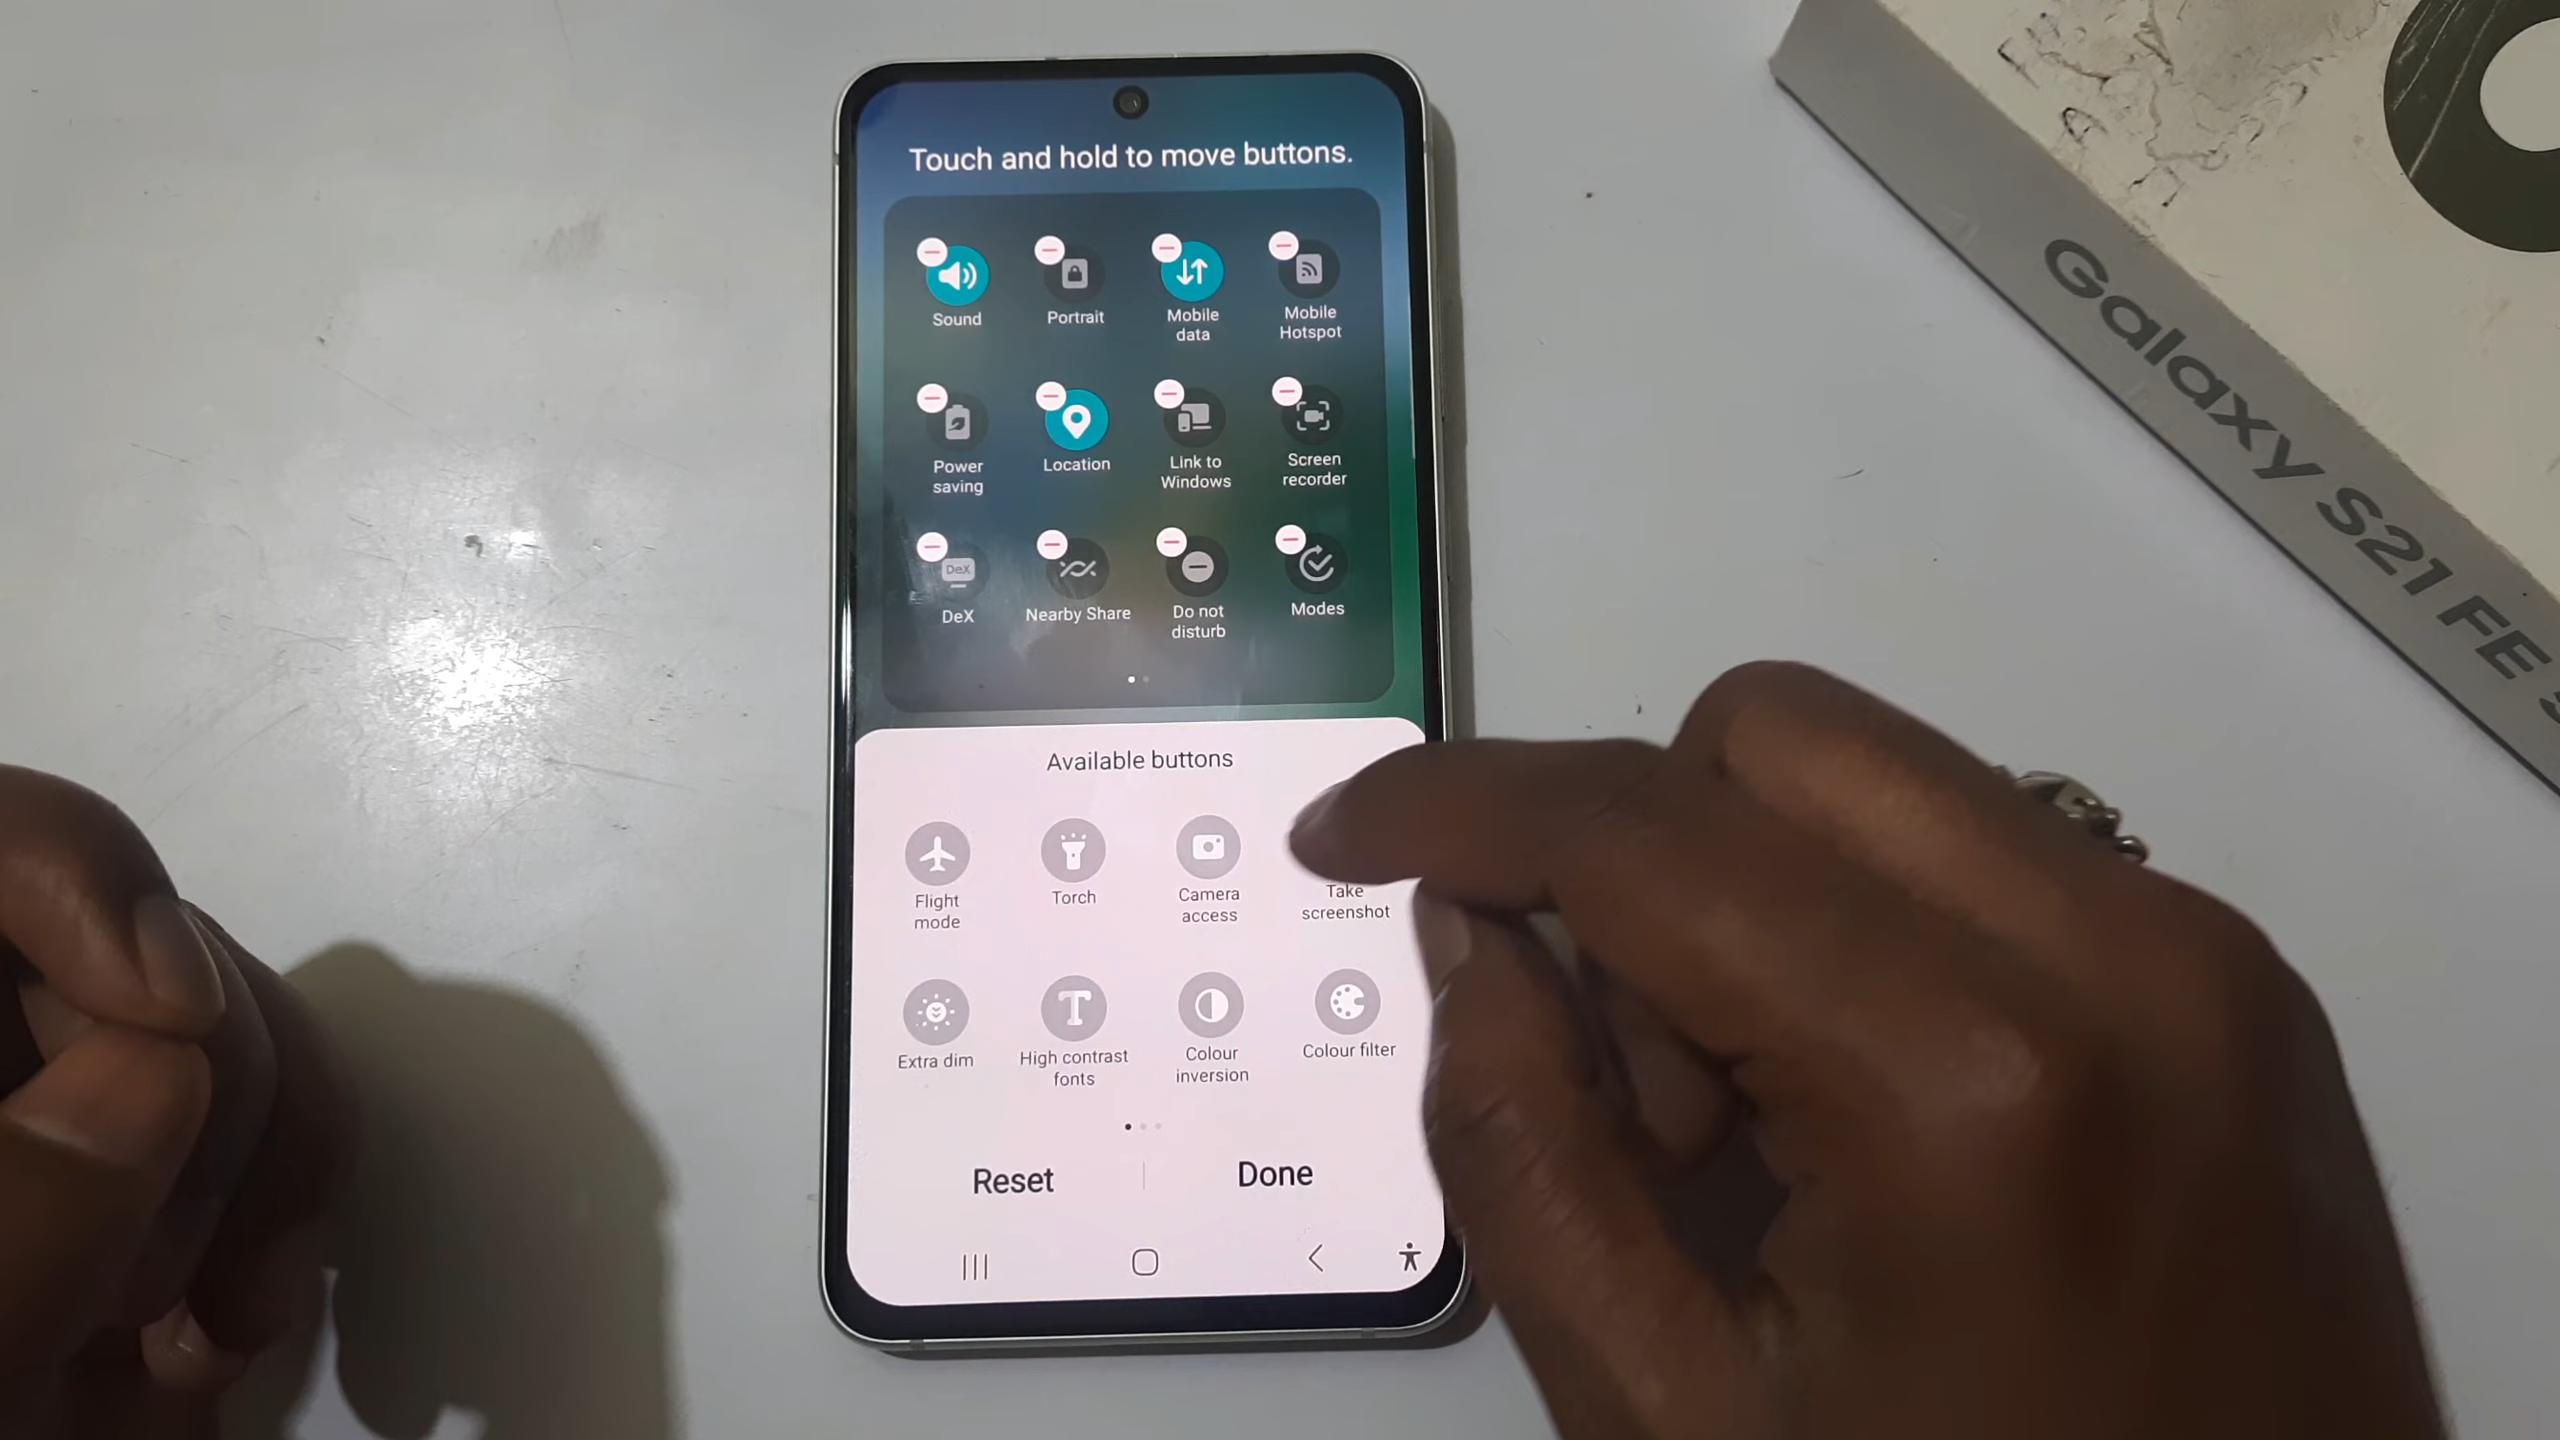 Touch and hold to move buttons.
Sound
Portrait
Mobile
data
Mobile
Hotspot
Power
saving
Location
Link to
Windows
Screen
recorder
DeX
DeX
Nearby Share
Do not
disturb
Modes
Available buttons
Flight
mode
Torch
Camera
access
Take
screenshot
Extra dim
High contrast
fonts
Colour
inversion
Colour filter
Reset
Done
Galaxy S21 FE